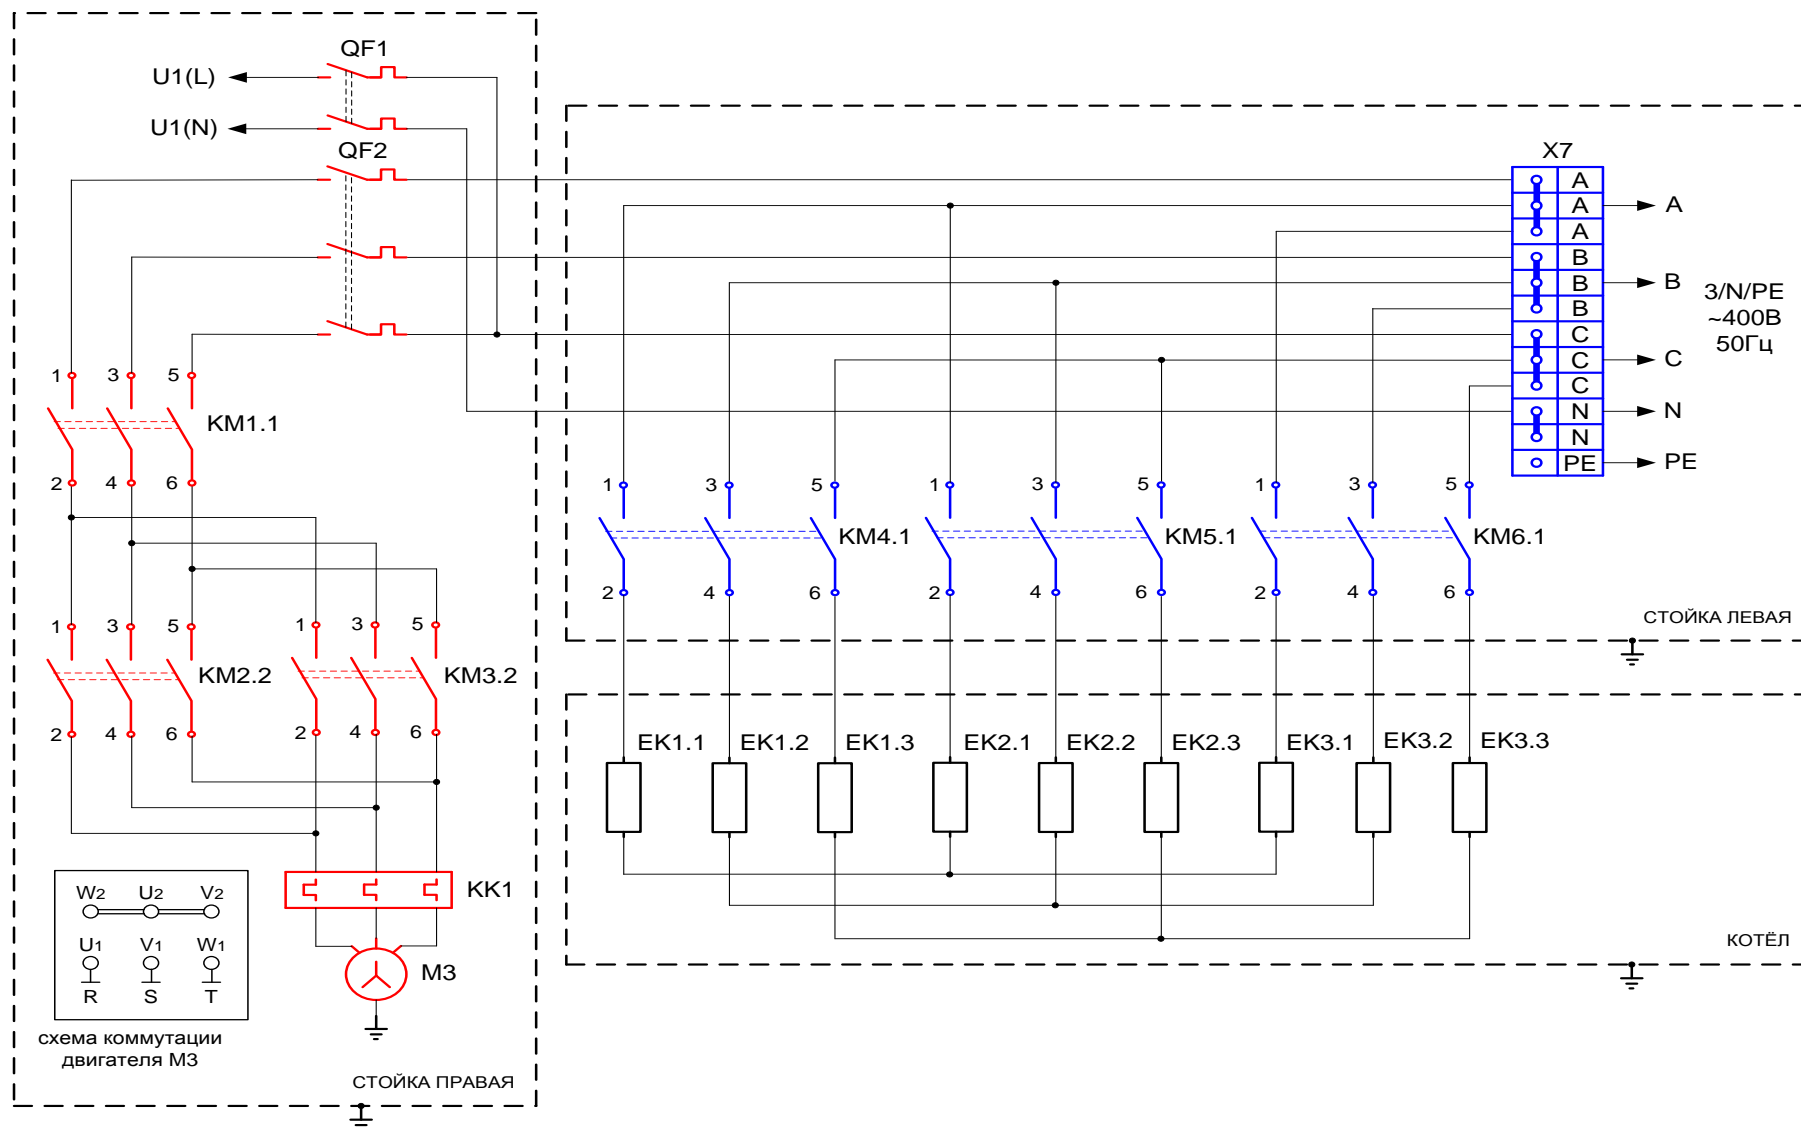 QF1
U1(L)
U1(N)
QF2
X7
A
A
A
A
B
B
B
B
C
C
C
C
N
N
N
PE
PE
3/N/PE
~400В
50Гц
1 3 5
KM1.1
2 4 6
1 3 5
KM2.2
2 4 6
1 3 5
KM3.2
2 4 6
1 3 5
KM4.1
2 4 6
1 3 5
KM5.1
2 4 6
1 3 5
KM6.1
2 4 6
СТОЙКА ЛЕВАЯ
EK1.1 EK1.2 EK1.3 EK2.1 EK2.2 EK2.3 EK3.1 EK3.2 EK3.3
КОТЁЛ
KK1
M3
W2 U2 V2
U1 V1 W1
R S T
схема коммутации
двигателя М3
СТОЙКА ПРАВАЯ